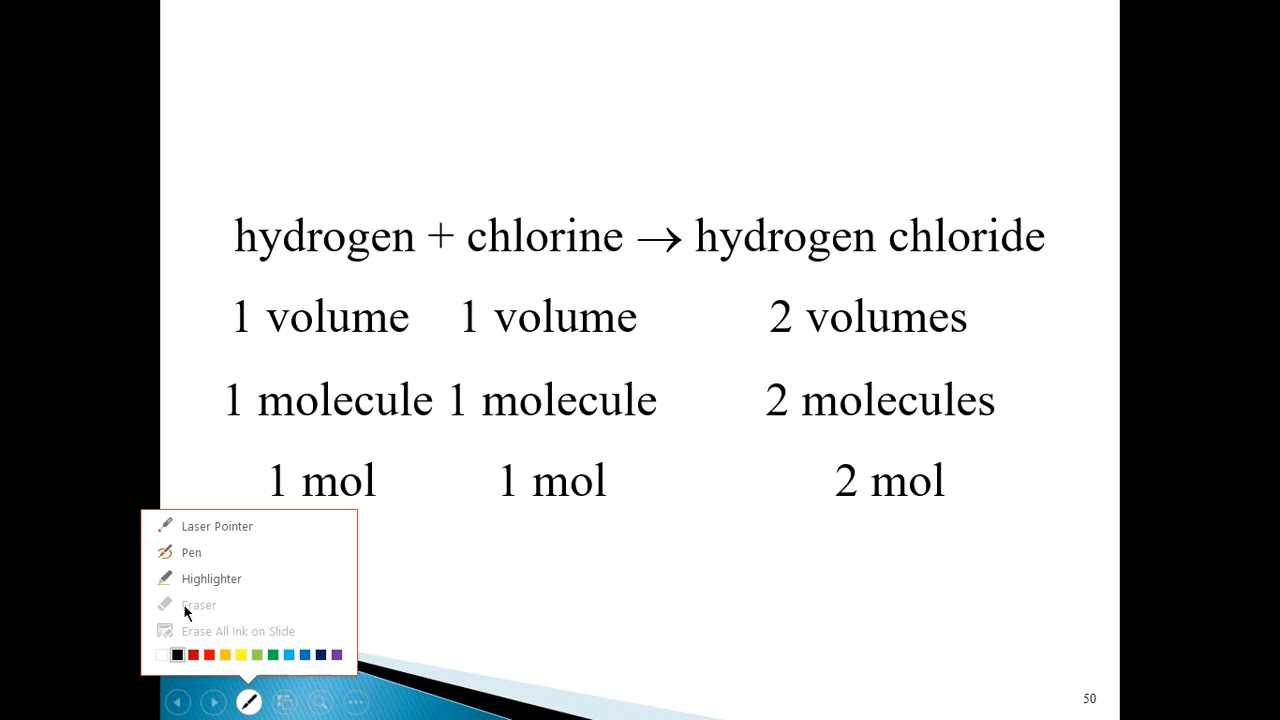 hydrogen + chlorine → hydrogen chloride
1 volume 1 volume 2 volumes
1 molecule 1 molecule 2 molecules
1 mol 1 mol 2 mol
Laser Pointer
Pen
Highlighter
Eraser
Erase All Ink on Slide
50